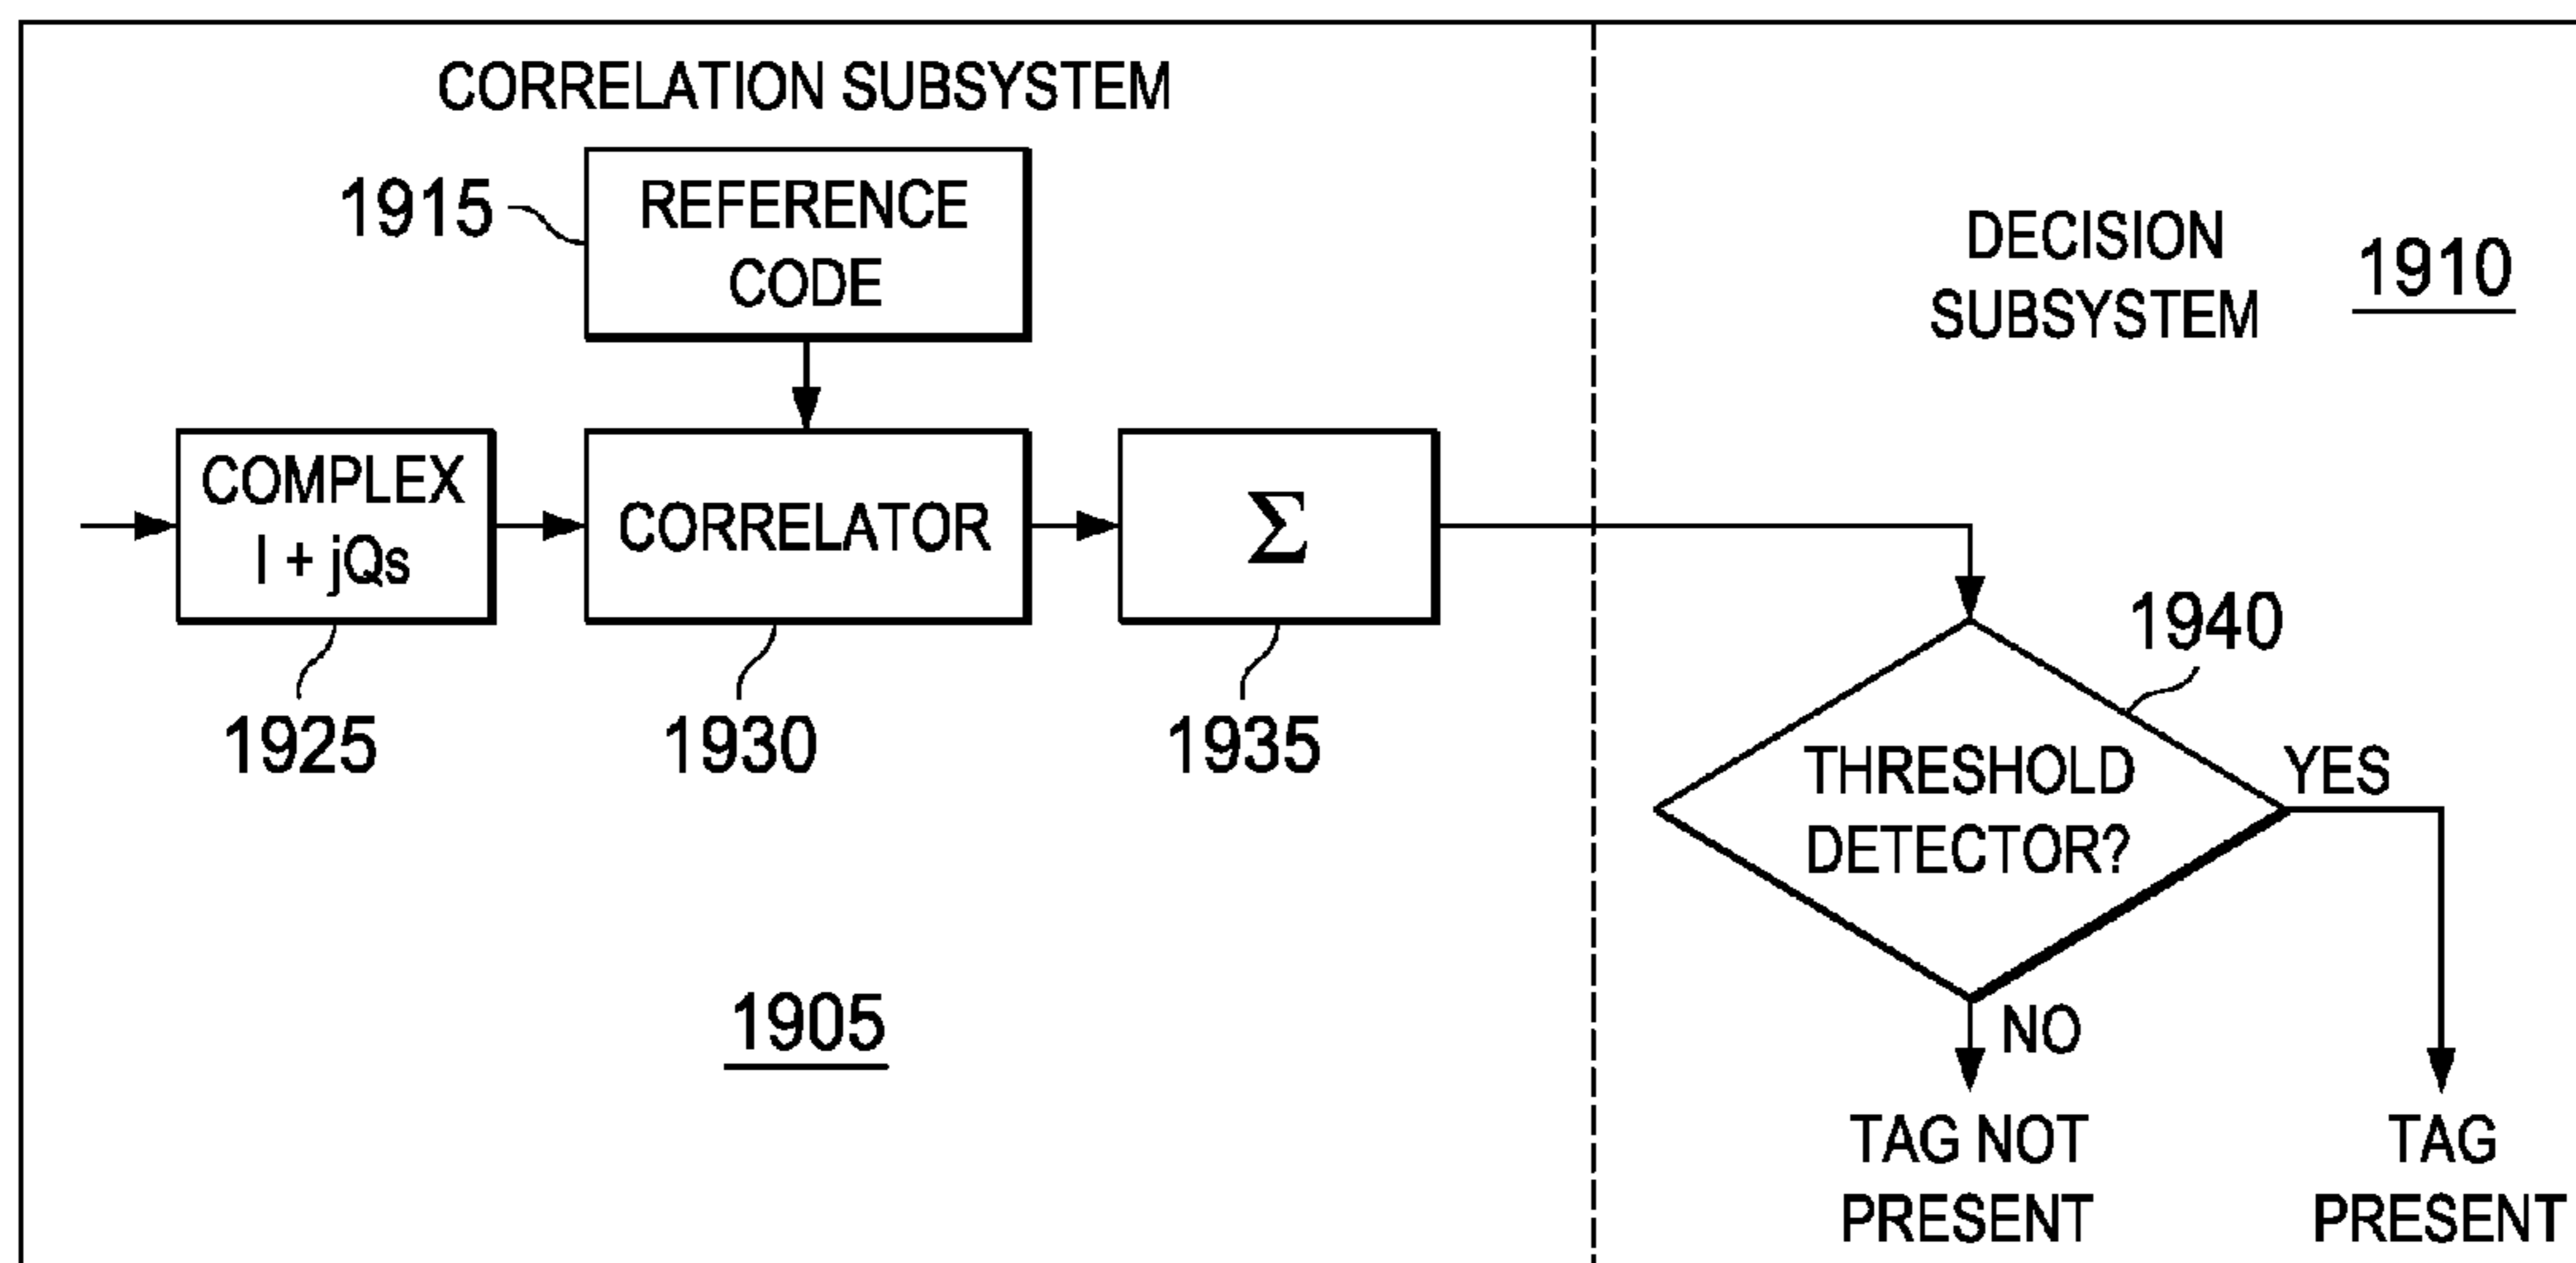 CORRELATION SUBSYSTEM
1915
REFERENCE
CODE
DECISION
SUBSYSTEM
1910
COMPLEX
I + jQs
CORRELATOR
Σ
1925
1930
1935
1940
THRESHOLD
DETECTOR?
YES
NO
1905
TAG NOT
PRESENT
TAG
PRESENT